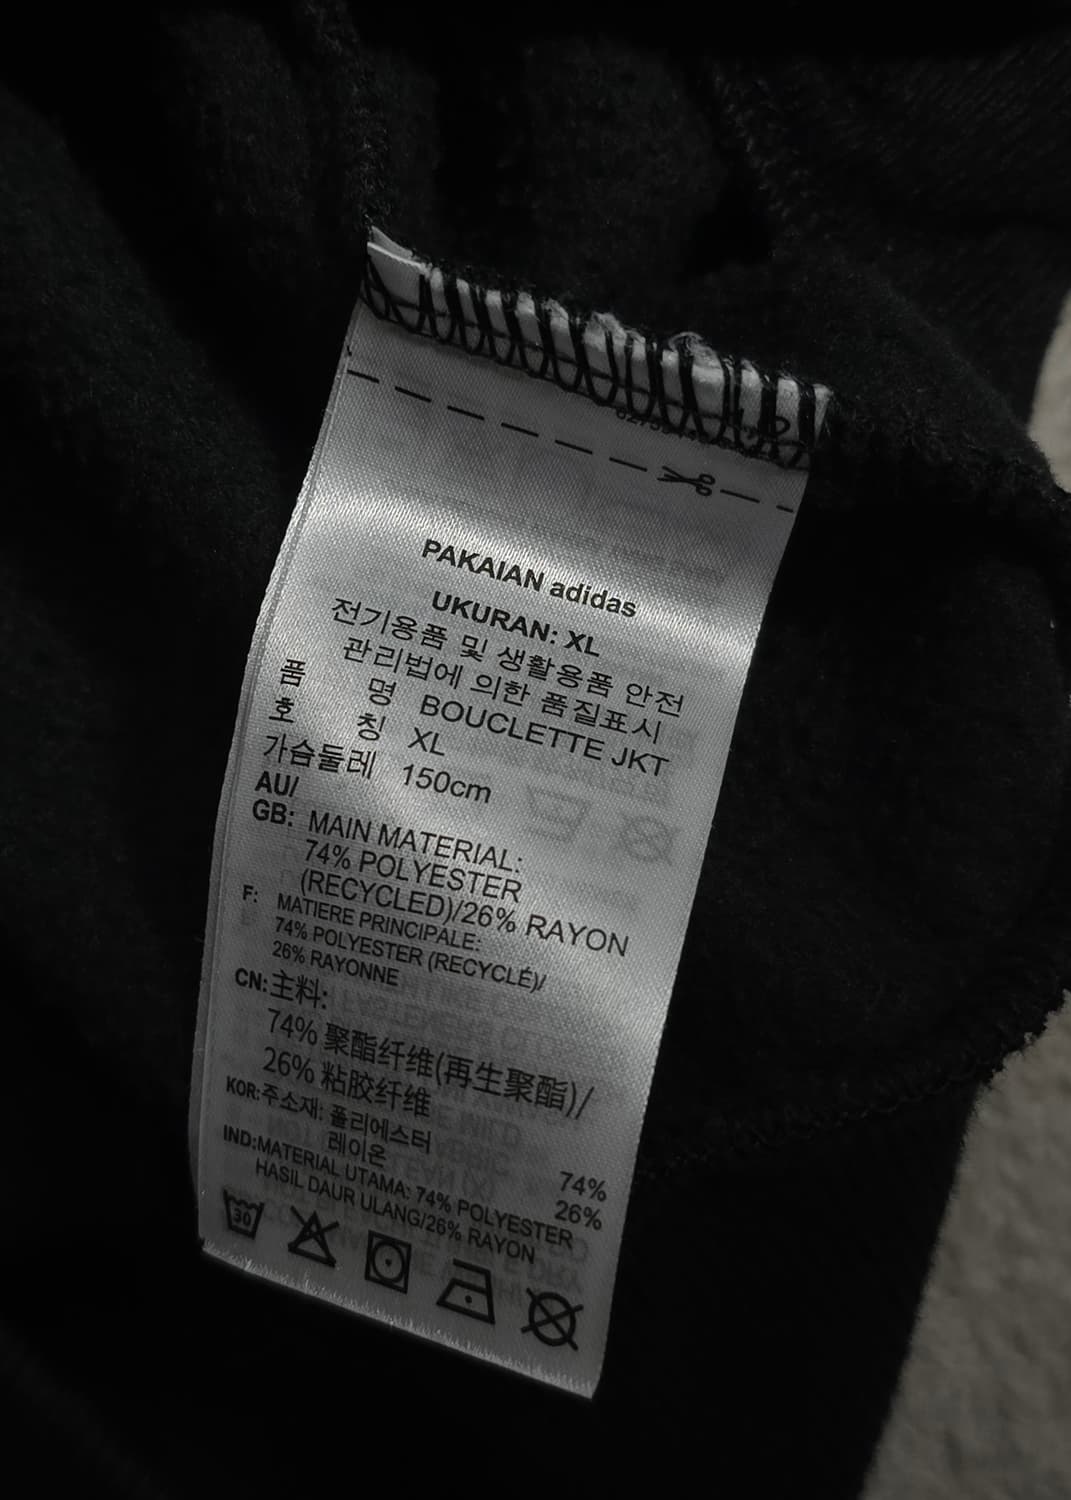 PAKAIAN adidas
UKURAN: XL
전기용품 및 생활용품 안전
관리법에 의한 품질표시
품 명 BOUCLETTE JKT
호 칭 XL
가슴둘레 150cm
AU/
GB: MAIN MATERIAL:
74% POLYESTER
(RECYCLED)/26% RAYON
F: MATIERE PRINCIPALE:
74% POLYESTER (RECYCLÉ)/
26% RAYONNE
CN:主料:
74% 聚酯纤维(再生聚酯)/
26% 粘胶纤维
KOR:주소재: 폴리에스터 74%
레이온 26%
IND:MATERIAL UTAMA: 74% POLYESTER
HASIL DAUR ULANG/26% RAYON
30